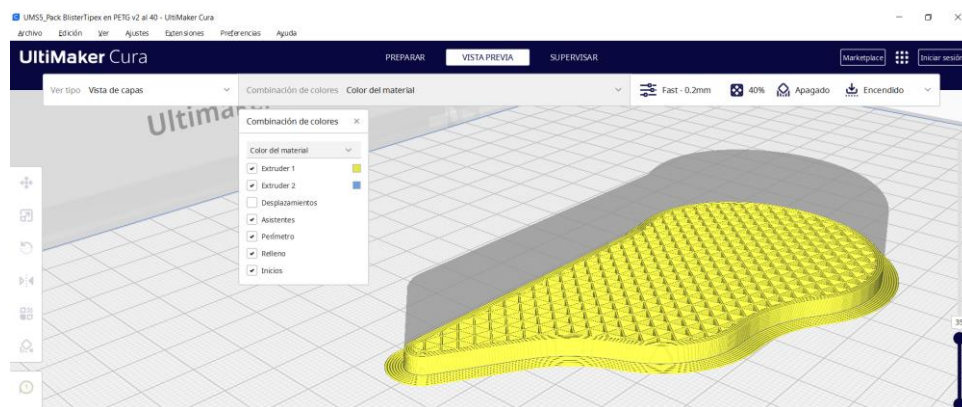 UMS5_Pack BlisterTipex en PETG v2 al 40 - UltiMaker Cura
Archivo Edición Ver Ajustes Extensiones Preferencias Ayuda
UltiMaker Cura PREPARAR VISTA PREVIA SUPERVISAR Marketplace Iniciar sesión
Ver tipo Vista de capas Combinación de colores Color del material Fast - 0.2mm 40% Apagado Encendido
Combinación de colores
Color del material
Extruder 1
Extruder 2
Desplazamientos
Asistentes
Perímetro
Relleno
Inicios